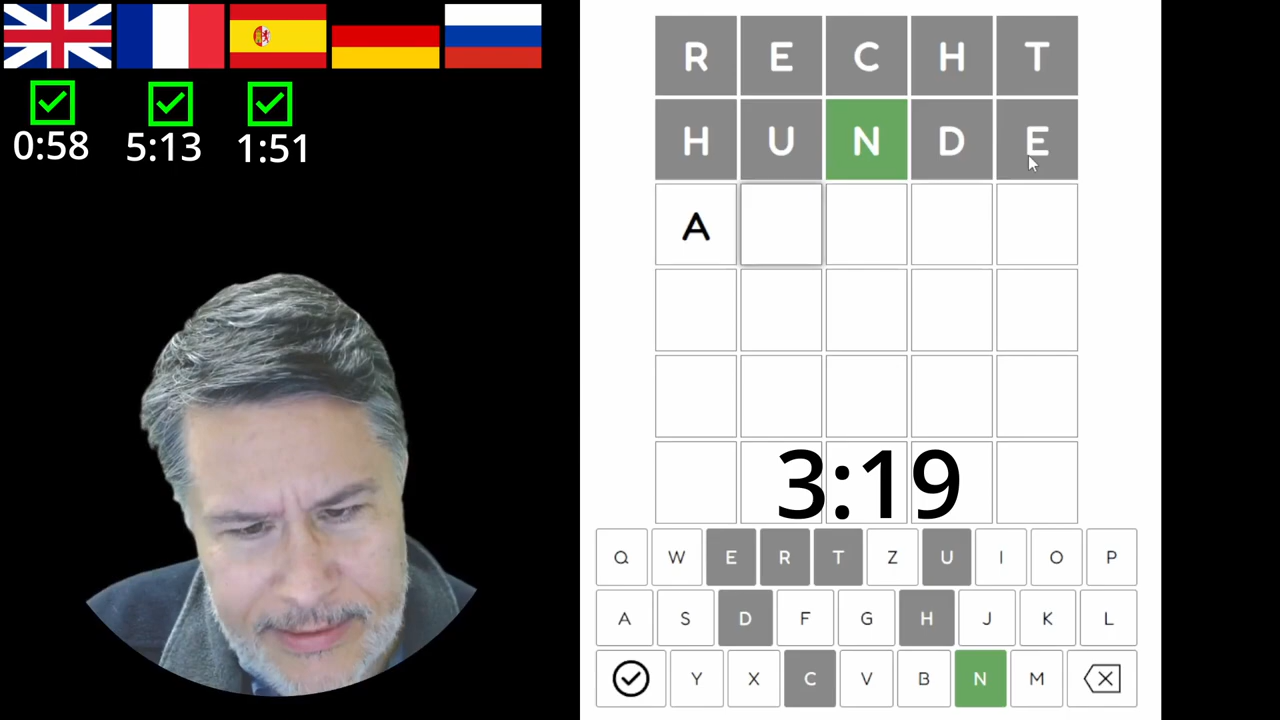 0:58 5:13 1:51
R E C H T
H U N D E
A
3:19
Q W E R T Z U I O P
A S D F G H J K L
Y X C V B N M